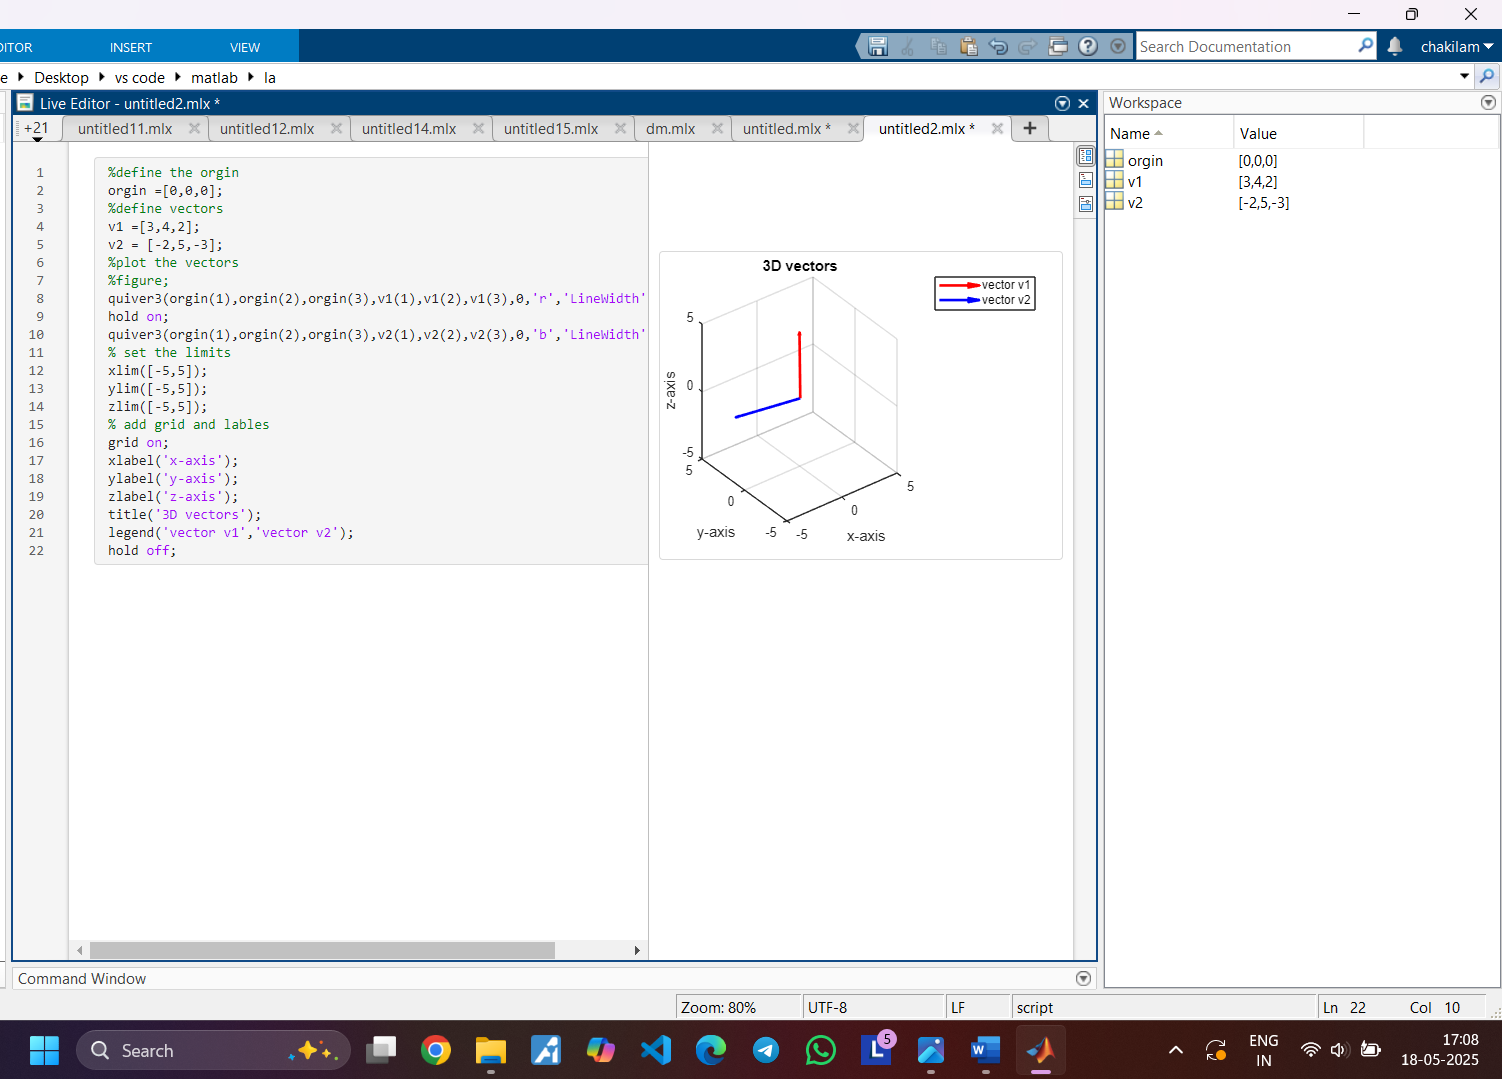 DITOR INSERT VIEW Search Documentation chakilam
e Desktop vs code matlab la
Live Editor - untitled2.mlx * Workspace
+21 untitled11.mlx untitled12.mlx untitled14.mlx untitled15.mlx dm.mlx untitled.mlx * untitled2.mlx * +
Name Value
orgin [0,0,0]
v1 [3,4,2]
v2 [-2,5,-3]
1 %define the orgin
2 orgin =[0,0,0];
3 %define vectors
4 v1 =[3,4,2];
5 v2 = [-2,5,-3];
6 %plot the vectors
7 %figure;
8 quiver3(orgin(1),orgin(2),orgin(3),v1(1),v1(2),v1(3),0,'r','LineWidth'
9 hold on;
10 quiver3(orgin(1),orgin(2),orgin(3),v2(1),v2(2),v2(3),0,'b','LineWidth'
11 % set the limits
12 xlim([-5,5]);
13 ylim([-5,5]);
14 zlim([-5,5]);
15 % add grid and lables
16 grid on;
17 xlabel('x-axis');
18 ylabel('y-axis');
19 zlabel('z-axis');
20 title('3D vectors');
21 legend('vector v1','vector v2');
22 hold off;
3D vectors
vector v1
vector v2
5
0
-5
z-axis
5
0
-5
y-axis
-5
0
5
x-axis
Command Window
Zoom: 80% UTF-8 LF script Ln 22 Col 10
Search L 5 W ENG
IN
17:08
18-05-2025